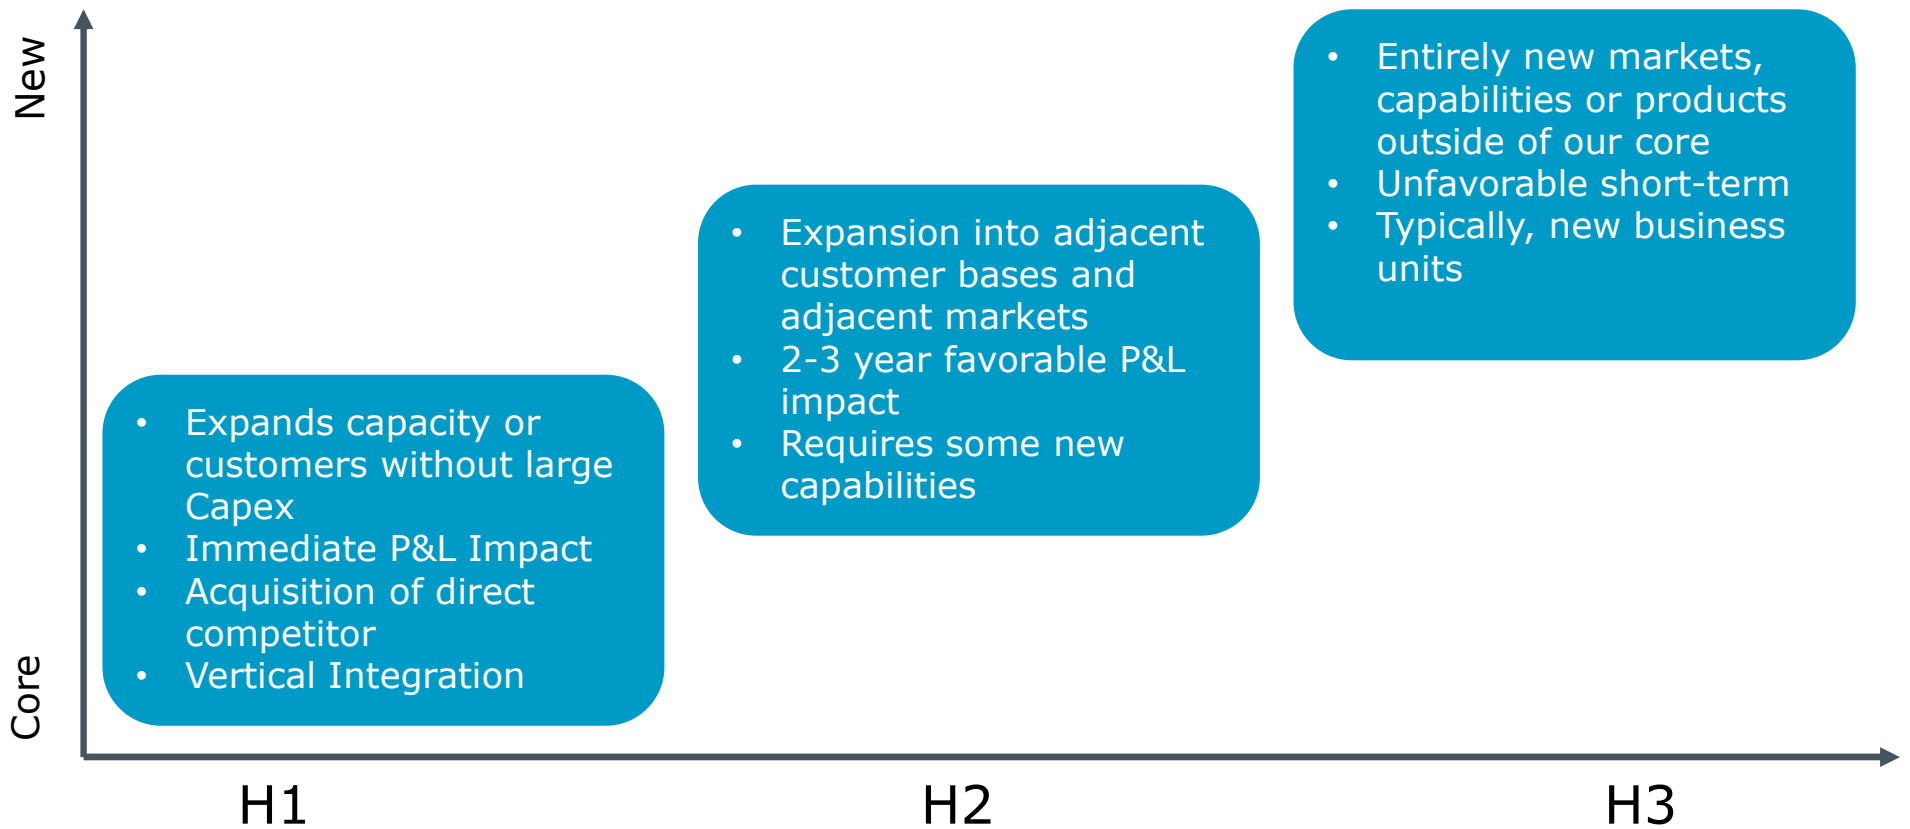 New
• Entirely new markets,
capabilities or products
outside of our core
• Unfavorable short-term
• Typically, new business
units
• Expansion into adjacent
customer bases and
adjacent markets
• 2-3 year favorable P&L
impact
• Requires some new
capabilities
• Expands capacity or
customers without large
Capex
• Immediate P&L Impact
• Acquisition of direct
competitor
• Vertical Integration
Core
H1
H2
H3